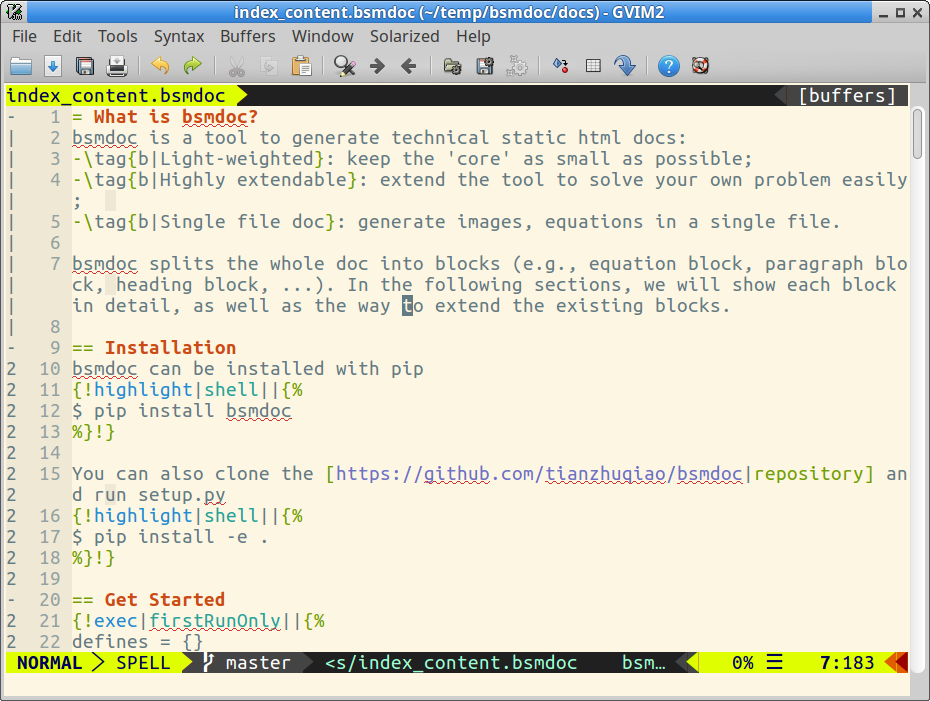 index_content.bsmdoc (~/temp/bsmdoc/docs) - GVIM2
File Edit Tools Syntax Buffers Window Solarized Help
index_content.bsmdoc [buffers]
- 1 = What is bsmdoc?
| 2 bsmdoc is a tool to generate technical static html docs:
| 3 -\tag{b|Light-weighted}: keep the 'core' as small as possible;
| 4 -\tag{b|Highly extendable}: extend the tool to solve your own problem easily
| ;
| 5 -\tag{b|Single file doc}: generate images, equations in a single file.
| 6
| 7 bsmdoc splits the whole doc into blocks (e.g., equation block, paragraph blo
| ck, heading block, ...). In the following sections, we will show each block
| in detail, as well as the way to extend the existing blocks.
| 8
- 9 == Installation
2 10 bsmdoc can be installed with pip
2 11 {!highlight|shell||{%
2 12 $ pip install bsmdoc
2 13 %}!}
2 14
2 15 You can also clone the [https://github.com/tianzhuqiao/bsmdoc|repository] an
2 d run setup.py
2 16 {!highlight|shell||{%
2 17 $ pip install -e .
2 18 %}!}
2 19
- 20 == Get Started
2 21 {!exec|firstRunOnly||{%
2 22 defines = {}
NORMAL SPELL master <s/index_content.bsmdoc bsm… 0% ☰ 7:183